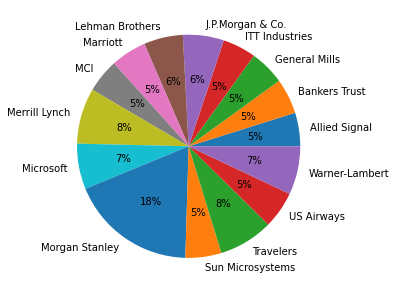 Lehman Brothers
J.P.Morgan & Co.
Marriott
ITT Industries
MCI
General Mills
Merrill Lynch
Bankers Trust
Microsoft
Allied Signal
Morgan Stanley
Warner-Lambert
US Airways
Travelers
Sun Microsystems
6%
6%
5%
5%
5%
5%
8%
5%
7%
5%
18%
7%
5%
8%
5%